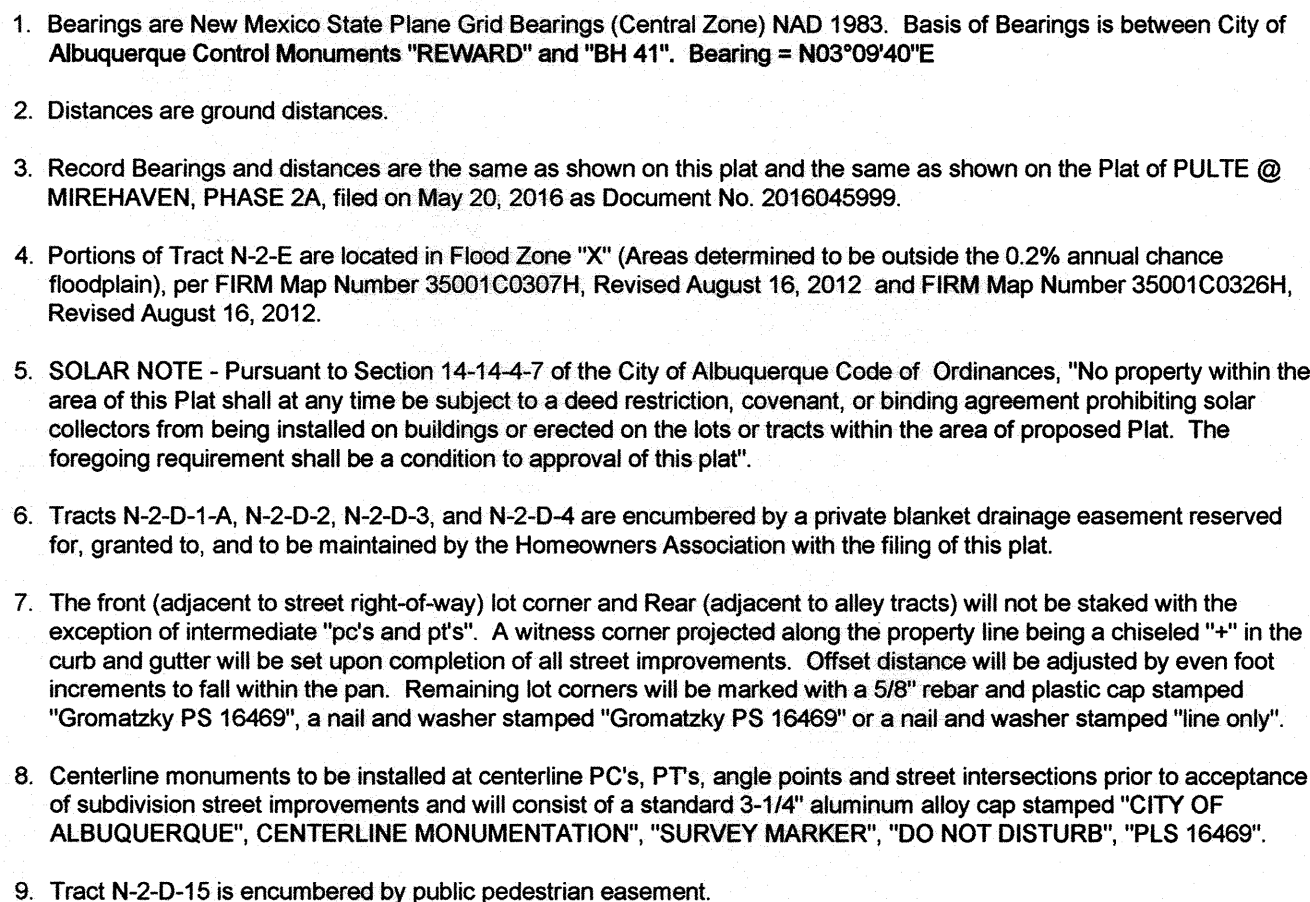 1. Bearings are New Mexico State Plane Grid Bearings (Central Zone) NAD 1983. Basis of Bearings is between City of
Albuquerque Control Monuments "REWARD" and "BH 41". Bearing = N03°09'40"E
2. Distances are ground distances.
3. Record Bearings and distances are the same as shown on this plat and the same as shown on the Plat of PULTE @
MIREHAVEN, PHASE 2A, filed on May 20, 2016 as Document No. 2016045999.
4. Portions of Tract N-2-E are located in Flood Zone "X" (Areas determined to be outside the 0.2% annual chance
floodplain), per FIRM Map Number 35001C0307H, Revised August 16, 2012 and FIRM Map Number 35001C0326H,
Revised August 16, 2012.
5. SOLAR NOTE - Pursuant to Section 14-14-4-7 of the City of Albuquerque Code of Ordinances, "No property within the
area of this Plat shall at any time be subject to a deed restriction, covenant, or binding agreement prohibiting solar
collectors from being installed on buildings or erected on the lots or tracts within the area of proposed Plat. The
foregoing requirement shall be a condition to approval of this plat".
6. Tracts N-2-D-1-A, N-2-D-2, N-2-D-3, and N-2-D-4 are encumbered by a private blanket drainage easement reserved
for, granted to, and to be maintained by the Homeowners Association with the filing of this plat.
7. The front (adjacent to street right-of-way) lot corner and Rear (adjacent to alley tracts) will not be staked with the
exception of intermediate "pc's and pt's". A witness corner projected along the property line being a chiseled "+" in the
curb and gutter will be set upon completion of all street improvements. Offset distance will be adjusted by even foot
increments to fall within the pan. Remaining lot corners will be marked with a 5/8" rebar and plastic cap stamped
"Gromatzky PS 16469", a nail and washer stamped "Gromatzky PS 16469" or a nail and washer stamped "line only".
8. Centerline monuments to be installed at centerline PC's, PT's, angle points and street intersections prior to acceptance
of subdivision street improvements and will consist of a standard 3-1/4" aluminum alloy cap stamped "CITY OF
ALBUQUERQUE", CENTERLINE MONUMENTATION", "SURVEY MARKER", "DO NOT DISTURB", "PLS 16469".
9. Tract N-2-D-15 is encumbered by public pedestrian easement.